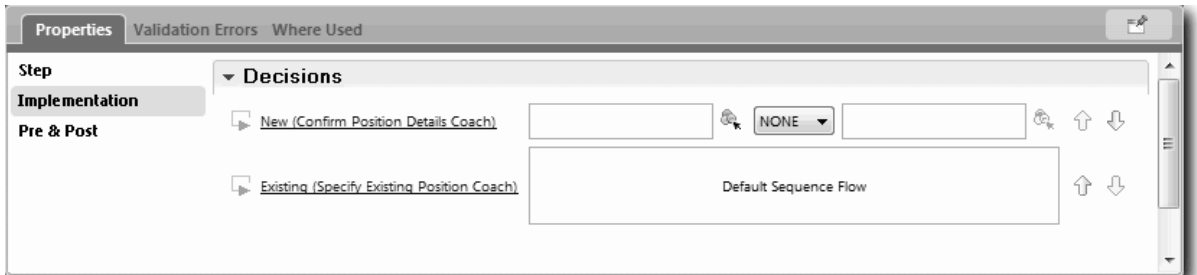 Properties Validation Errors Where Used
Step
Decisions
Implementation
New (Confirm Position Details Coach) NONE
Pre & Post
Existing (Specify Existing Position Coach) Default Sequence Flow